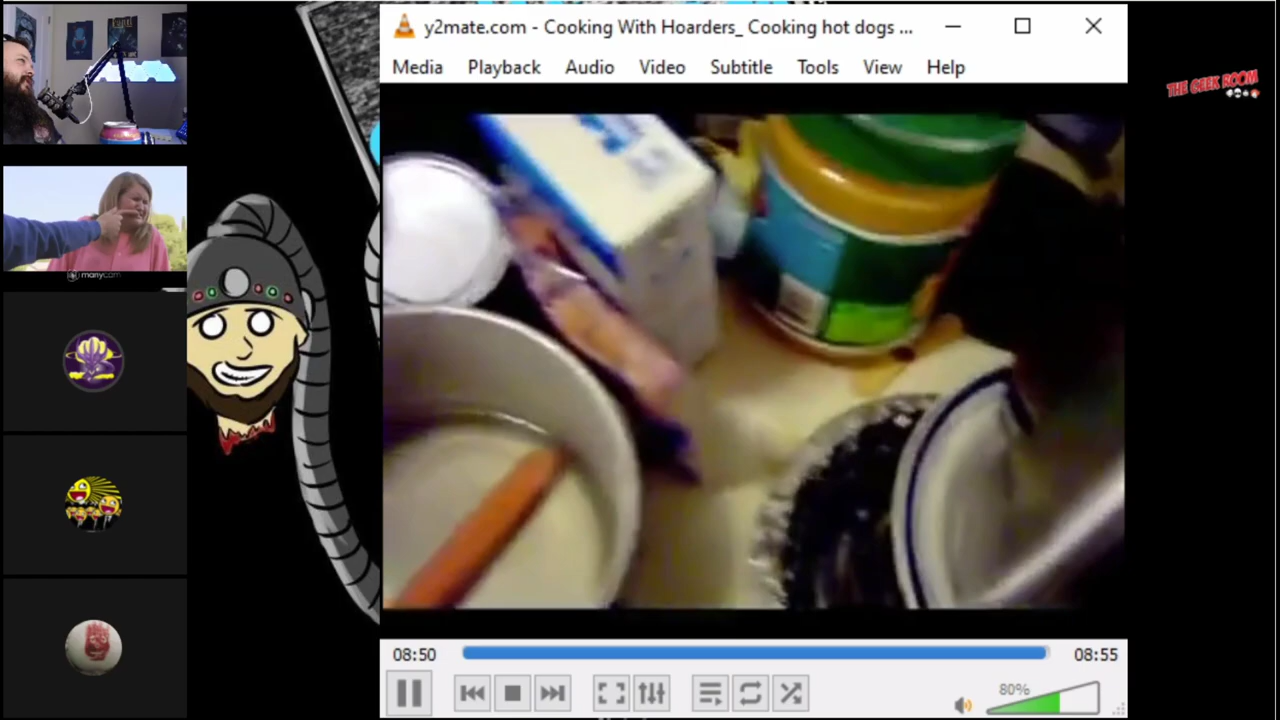 y2mate.com - Cooking With Hoarders_ Cooking hot dogs ...
Media Playback Audio Video Subtitle Tools View Help
THE GEEK ROOM
manycam
08:50
08:55
80%